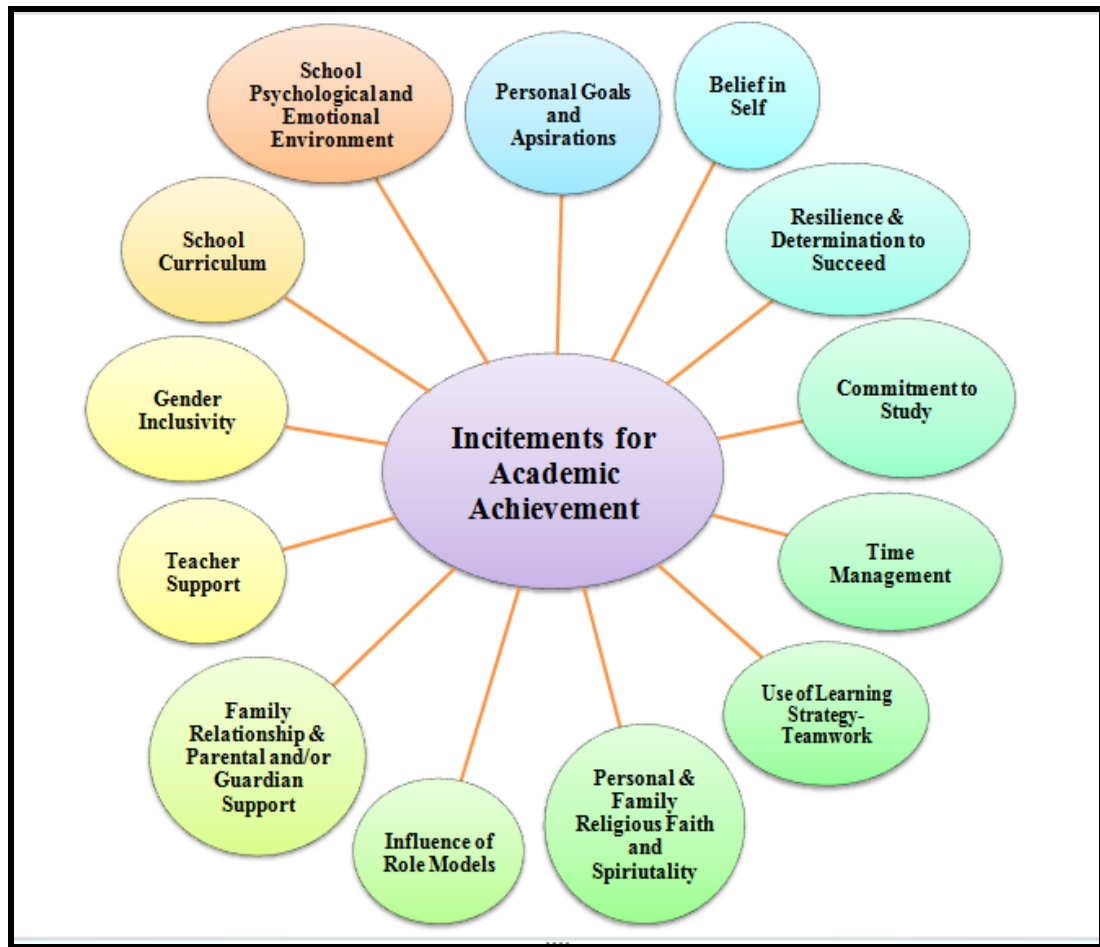 School
Psychological and
Emotional
Environment
Personal Goals
and
Apsirations
Belief in
Self
Resilience &
Determination to
Succeed
Commitment to
Study
Time
Management
Use of Learning
Strategy-
Teamwork
Personal &
Family
Religious Faith
and
Spiriutality
Influence of
Role Models
Family
Relationship &
Parental and/or
Guardian
Support
Teacher
Support
Gender
Inclusivity
School
Curriculum
Incitements for
Academic
Achievement